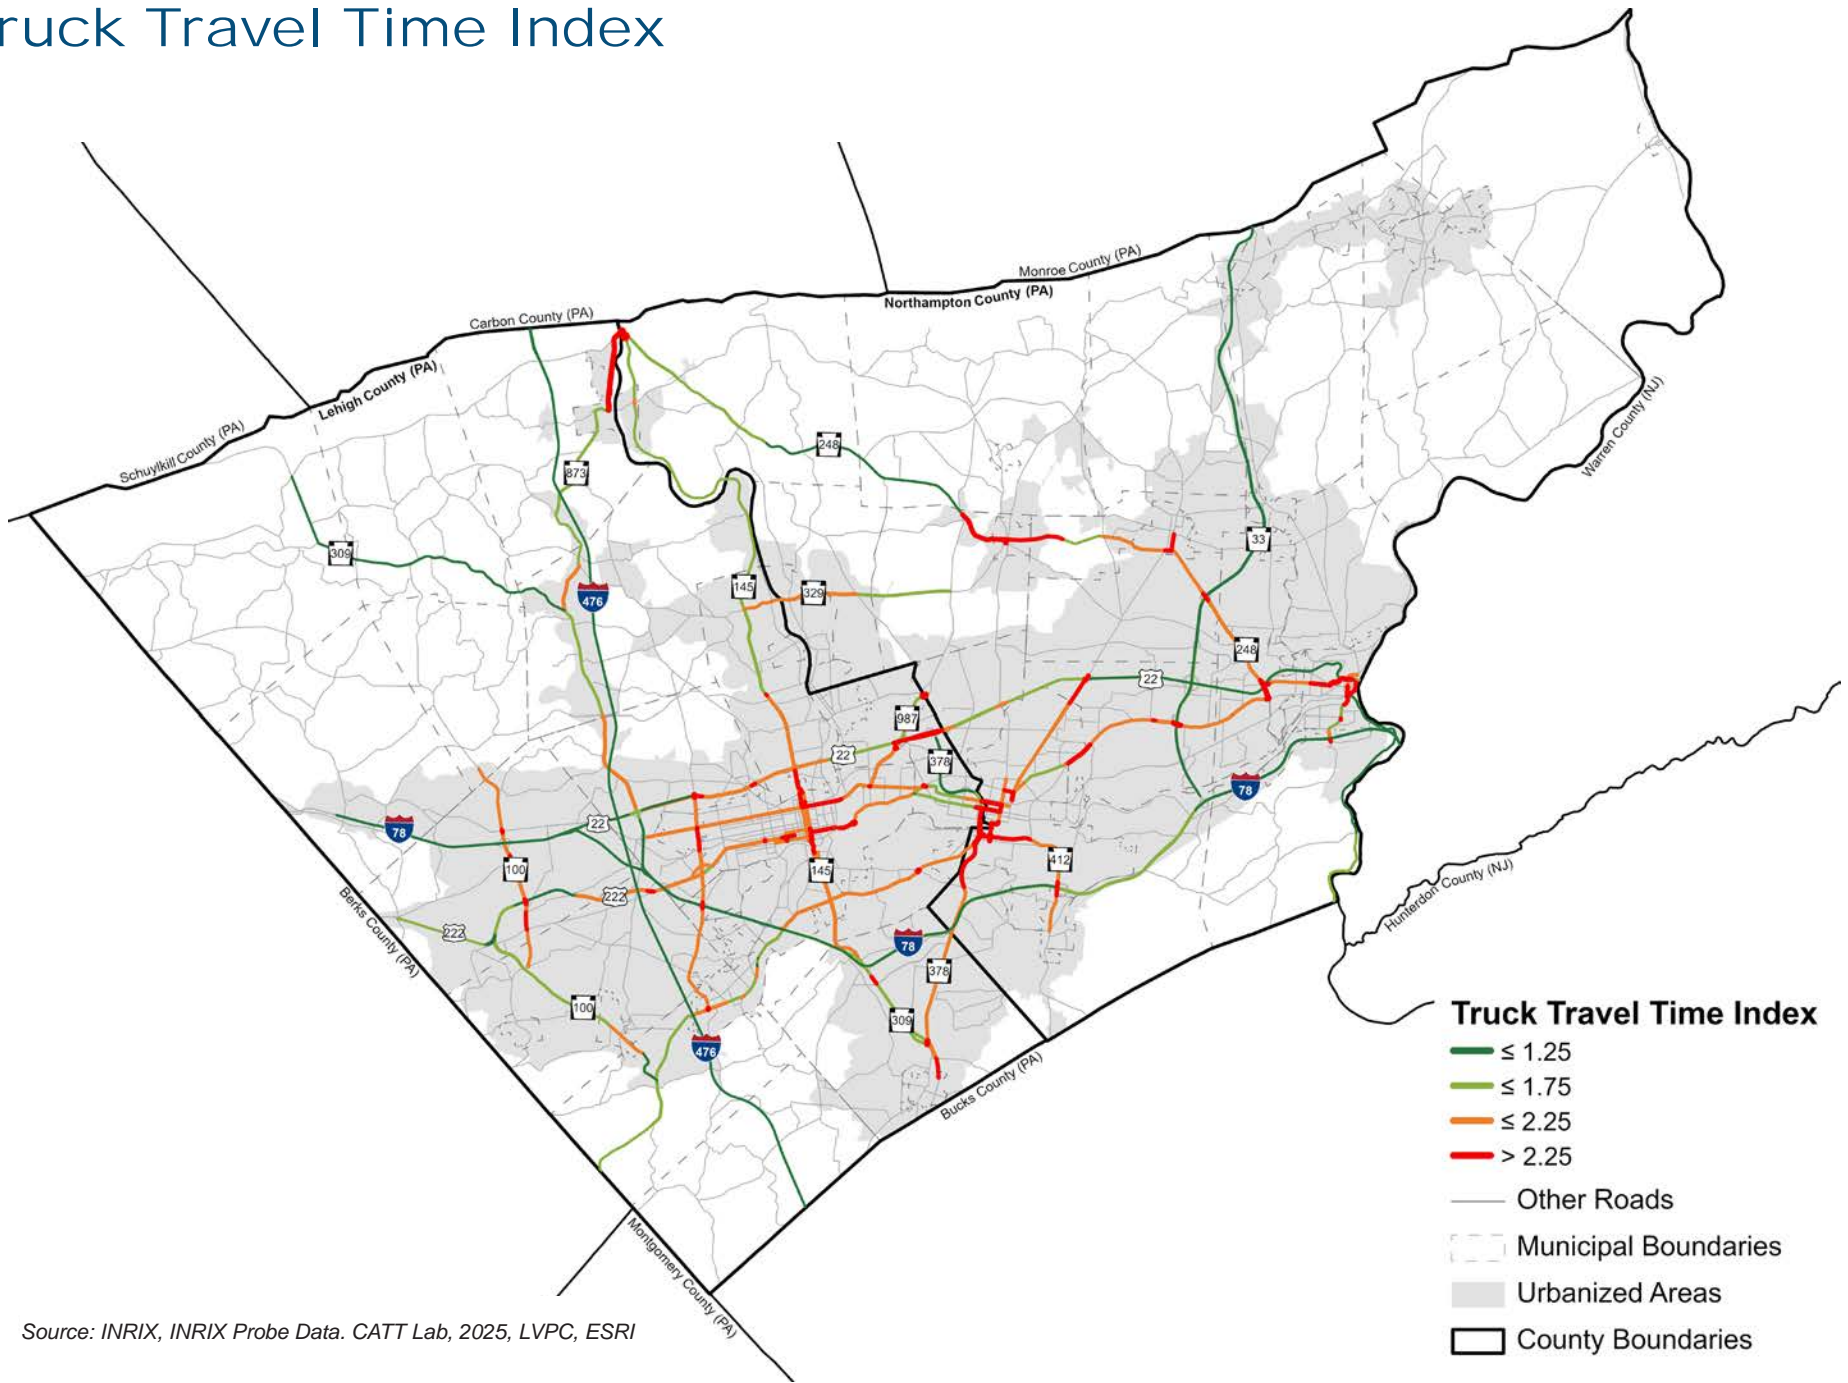 ruck Travel Time Index
Monroe County (PA)
Northampton County (PA)
Carbon County (PA)
Lehigh County (PA)
Schuylkill County (PA)
Warren County (NJ)
248
873
309
33
476
145
329
248
22
987
22
378
78
78
22
412
100
145
222
222
Berks County (PA)
Hunterdon County (NJ)
78
378
100
309
476
Bucks County (PA)
Montgomery County (PA)
Truck Travel Time Index
≤ 1.25
≤ 1.75
≤ 2.25
> 2.25
Other Roads
Municipal Boundaries
Urbanized Areas
County Boundaries
Source: INRIX, INRIX Probe Data. CATT Lab, 2025, LVPC, ESRI